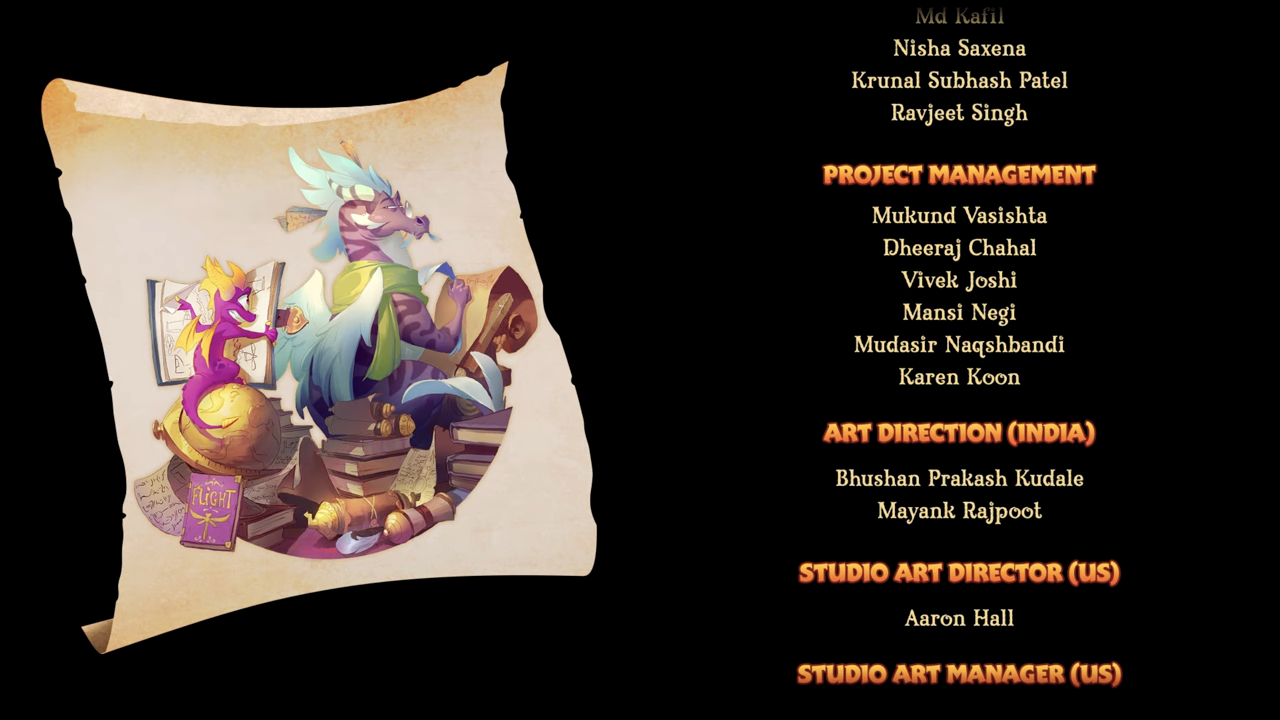 Md Kafil
Nisha Saxena
Krunal Subhash Patel
Ravjeet Singh
PROJECT MANAGEMENT
Mukund Vasishta
Dheeraj Chahal
Vivek Joshi
Mansi Negi
Mudasir Naqshbandi
Karen Koon
ART DIRECTION (INDIA)
Bhushan Prakash Kudale
Mayank Rajpoot
STUDIO ART DIRECTOR (US)
Aaron Hall
STUDIO ART MANAGER (US)
FLIGHT